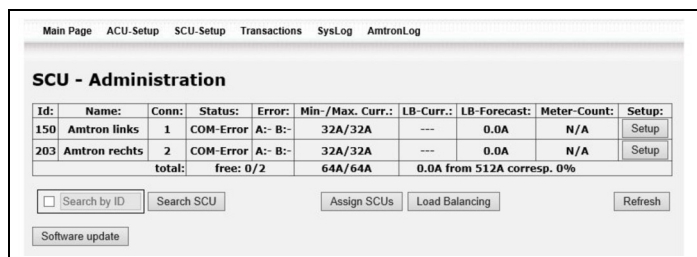 Main Page ACU-Setup SCU-Setup Transactions SysLog AmtronLog
SCU - Administration
Id: Name: Conn: Status: Error: Min-/Max. Curr.: LB-Curr.: LB-Forecast: Meter-Count: Setup:
150 Amtron links 1 COM-Error A:- B:- 32A/32A --- 0.0A N/A Setup
203 Amtron rechts 2 COM-Error A:- B:- 32A/32A --- 0.0A N/A Setup
total: free: 0/2 64A/64A 0.0A from 512A corresp. 0%
Search by ID Search SCU Assign SCUs Load Balancing Refresh
Software update